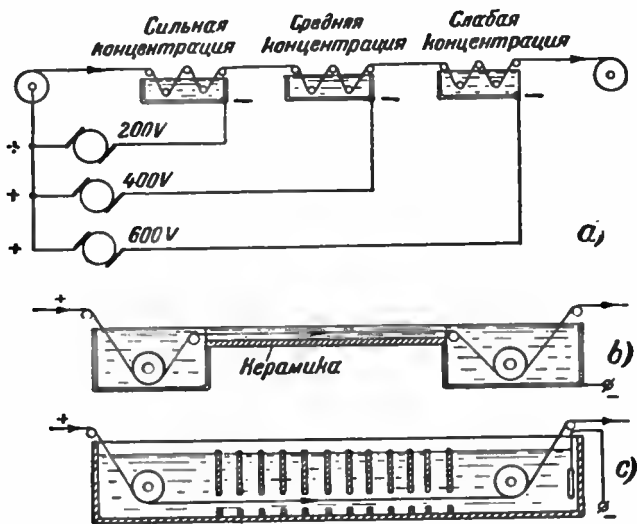 Сильная концентрация
Средняя концентрация
Слабая концентрация
200V
400V
600V
a)
Керамика
b)
c)